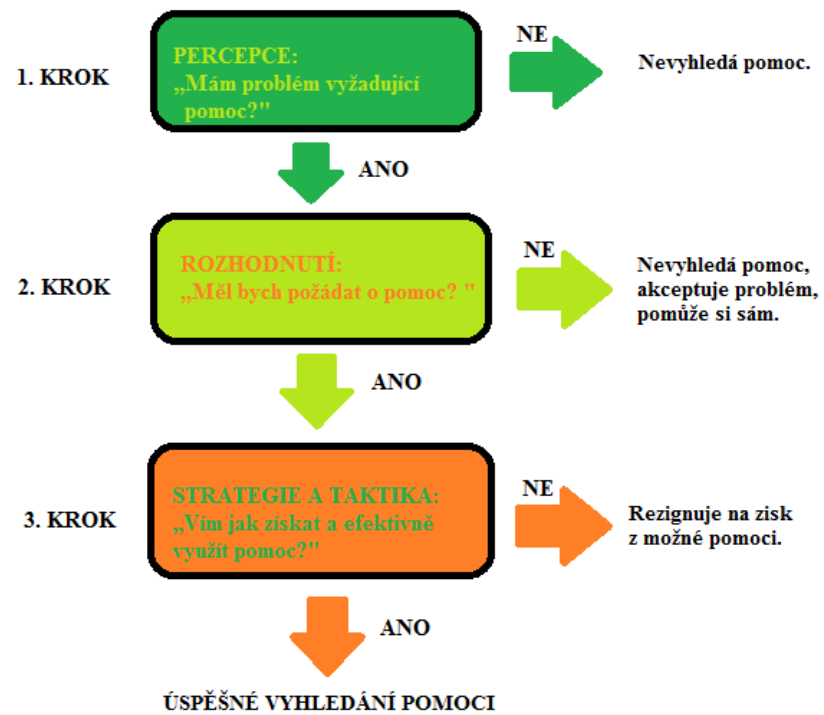 1. KROK
PERCEPCE:
„Mám problém vyžadující
pomoc?"
NE
Nevyhledá pomoc.
ANO
2. KROK
ROZHODNUTÍ:
„Měl bych požádat o pomoc? "
NE
Nevyhledá pomoc,
akceptuje problém,
pomůže si sám.
ANO
3. KROK
STRATEGIE A TAKTIKA:
„Vím jak získat a efektivně
využít pomoc?"
NE
Rezignuje na zisk
z možné pomoci.
ANO
ÚSPĚŠNÉ VYHLEDÁNÍ POMOCI